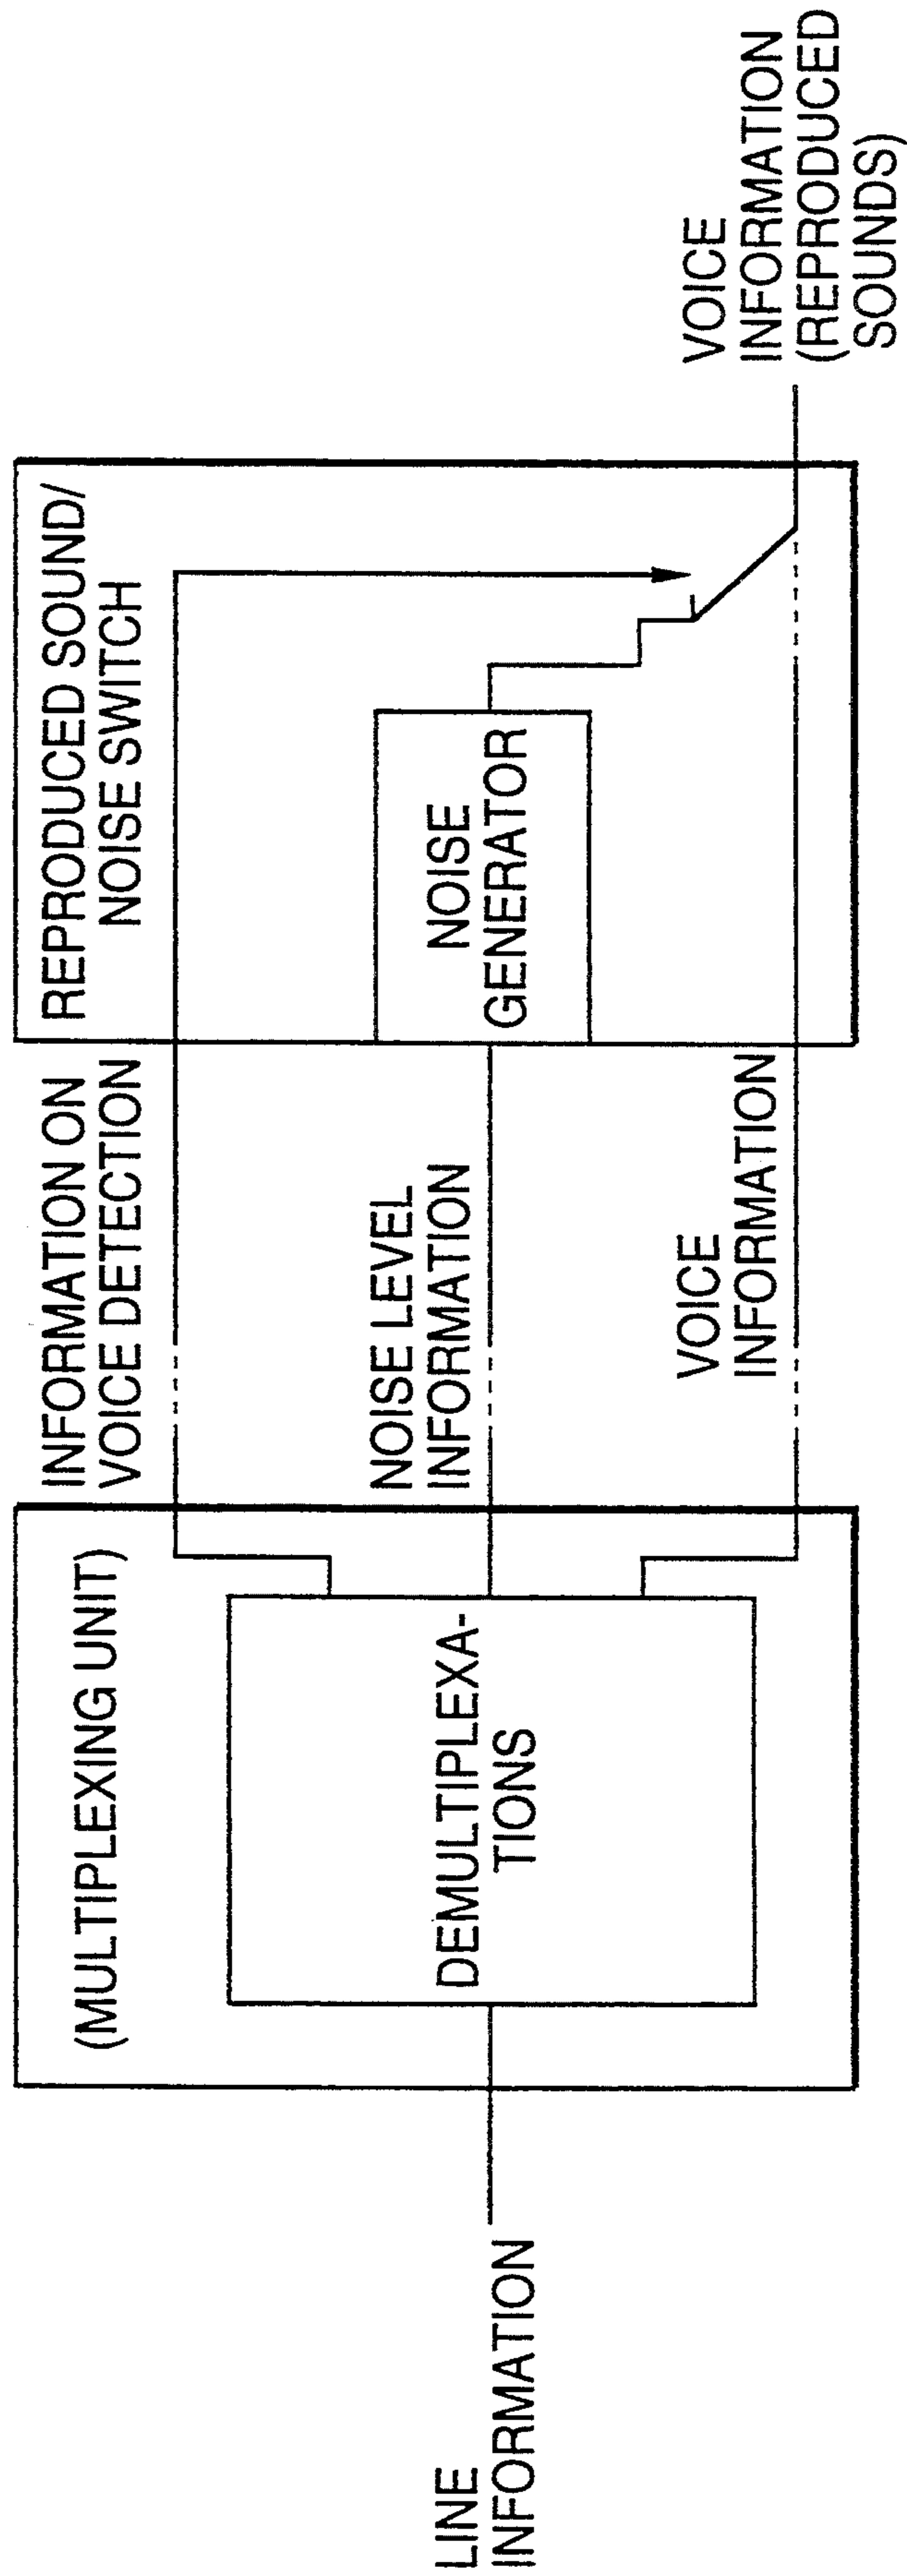 LINE
INFORMATION
(MULTIPLEXING UNIT)
DEMULTIPLEXA-
TIONS
INFORMATION ON
VOICE DETECTION
NOISE LEVEL
INFORMATION
VOICE
INFORMATION
REPRODUCED SOUND/
NOISE SWITCH
NOISE
GENERATOR
VOICE
INFORMATION
(REPRODUCED
SOUNDS)